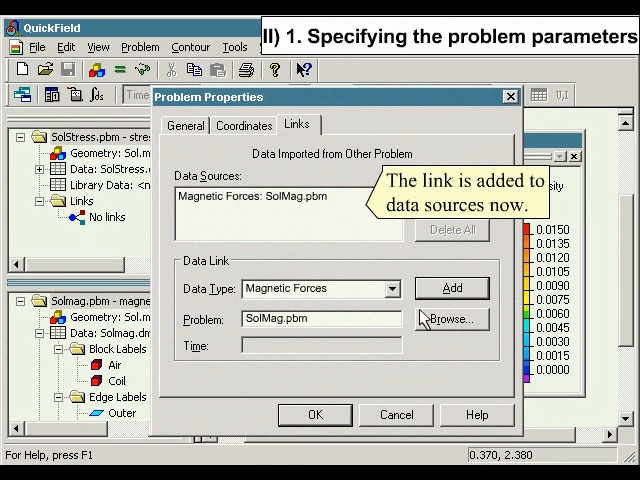 QuickField
II) 1. Specifying the problem parameters
File Edit View Problem Contour Tools
Time
U,I
Problem Properties
General Coordinates Links
SolStress.pbm - stres
Geometry: Sol.m
Data: SolStress.
Library Data: <n
Links
No links
Data Imported from Other Problem
Data Sources:
Magnetic Forces: SolMag.pbm
The link is added to
data sources now.
Delete All
Data Link
Data Type: Magnetic Forces
Add
Problem: SolMag.pbm
Browse...
Time:
OK Cancel Help
Solmag.pbm - magne
Geometry: Sol.m
Data: Solmag.dm
Block Labels
Air
Coil
Edge Labels
Outer
0.0150
0.0135
0.0120
0.0105
0.0090
0.0075
0.0060
0.0045
0.0030
0.0015
0.0000
For Help, press F1
0.370, 2.380